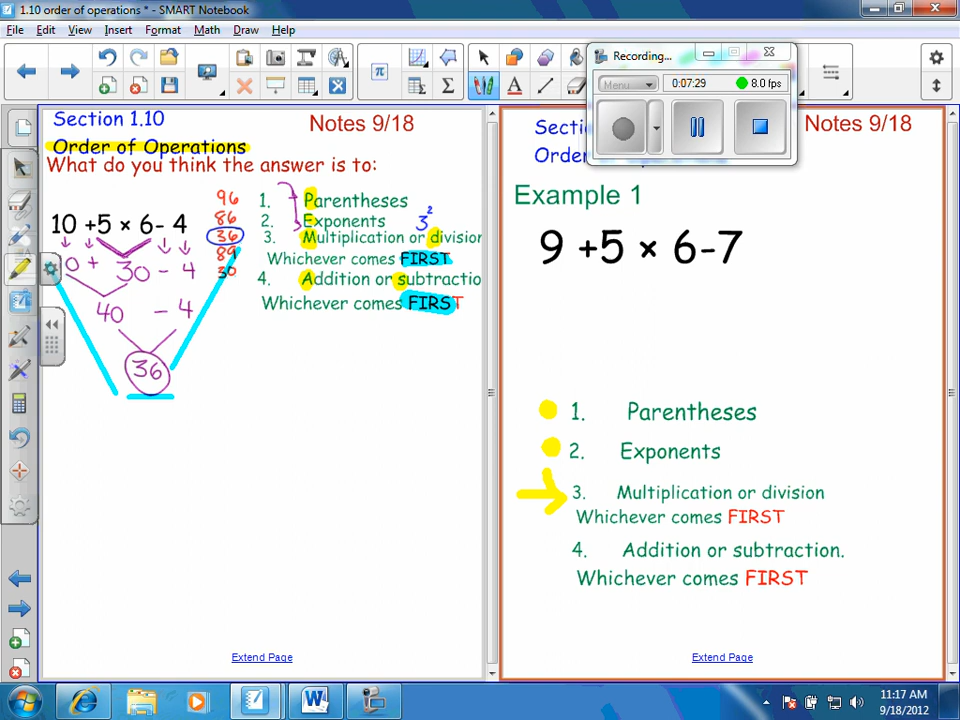 1.10 order of operations * - SMART Notebook
File Edit View Insert Format Math Draw Help
Recording...
Menu 0:07:29 8.0 fps
Section 1.10
Notes 9/18
Order of Operations
What do you think the answer is to:
10 +5 × 6- 4
0 + 30 - 4
40 - 4
36
96
86
36
89
30
1. Parentheses
2. Exponents 3²
3. Multiplication or division
Whichever comes FIRST
4. Addition or subtractio
Whichever comes FIRST
Extend Page
Secti
Notes 9/18
Order
Example 1
9 +5 × 6-7
1. Parentheses
2. Exponents
3. Multiplication or division
Whichever comes FIRST
4. Addition or subtraction.
Whichever comes FIRST
Extend Page
11:17 AM
9/18/2012